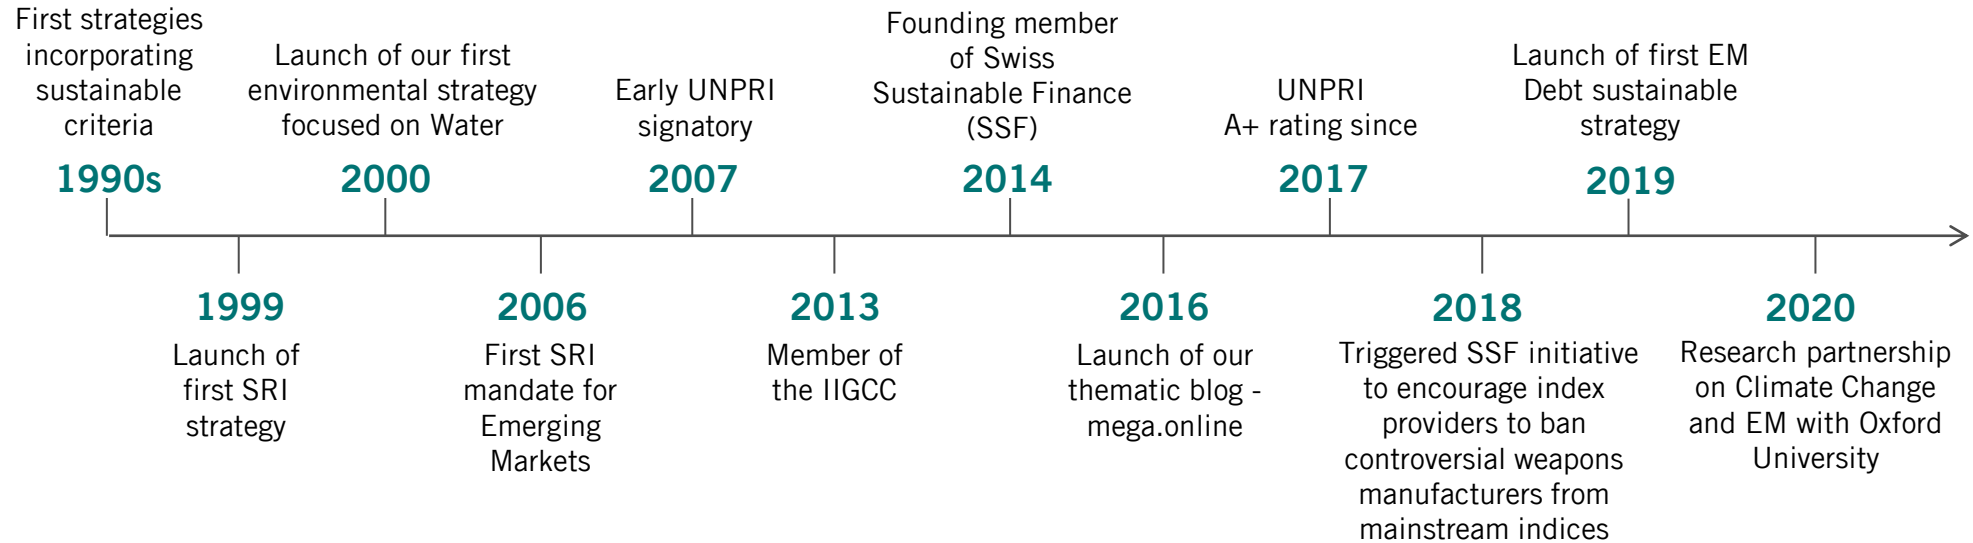 First strategies
incorporating
sustainable
criteria
1990s
Launch of our first
environmental strategy
focused on Water
2000
Early UNPRI
signatory
2007
Founding member
of Swiss
Sustainable Finance
(SSF)
2014
UNPRI
A+ rating since
2017
Launch of first EM
Debt sustainable
strategy
2019
1999
Launch of
first SRI
strategy
2006
First SRI
mandate for
Emerging
Markets
2013
Member of
the IIGCC
2016
Launch of our
thematic blog -
mega.online
2018
Triggered SSF initiative
to encourage index
providers to ban
controversial weapons
manufacturers from
mainstream indices
2020
Research partnership
on Climate Change
and EM with Oxford
University